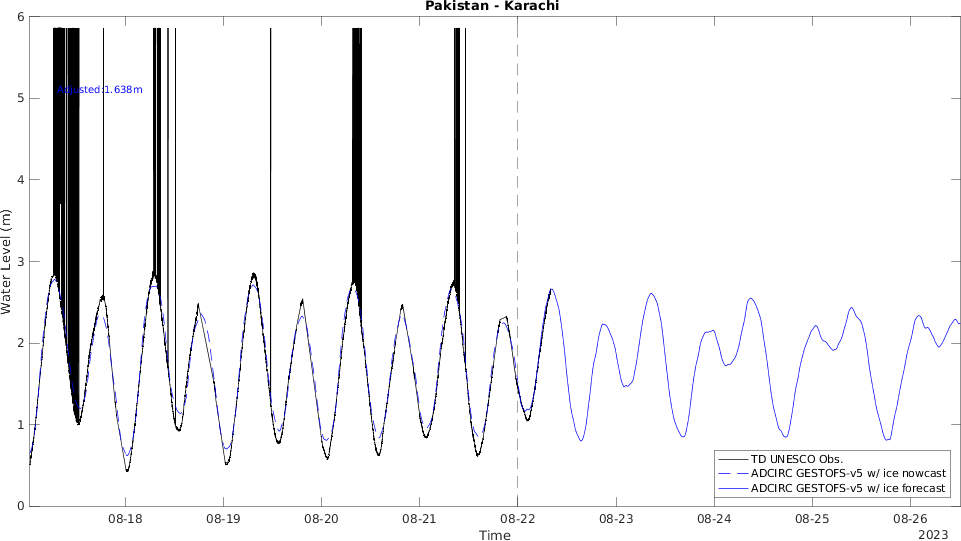 Pakistan - Karachi
6
5
4
3
2
1
0
Water Level (m)
Adjusted:1.638m
TD UNESCO Obs.
ADCIRC GESTOFS-v5 w/ ice nowcast
ADCIRC GESTOFS-v5 w/ ice forecast
08-18
08-19
08-20
08-21
08-22
08-23
08-24
08-25
08-26
Time
2023